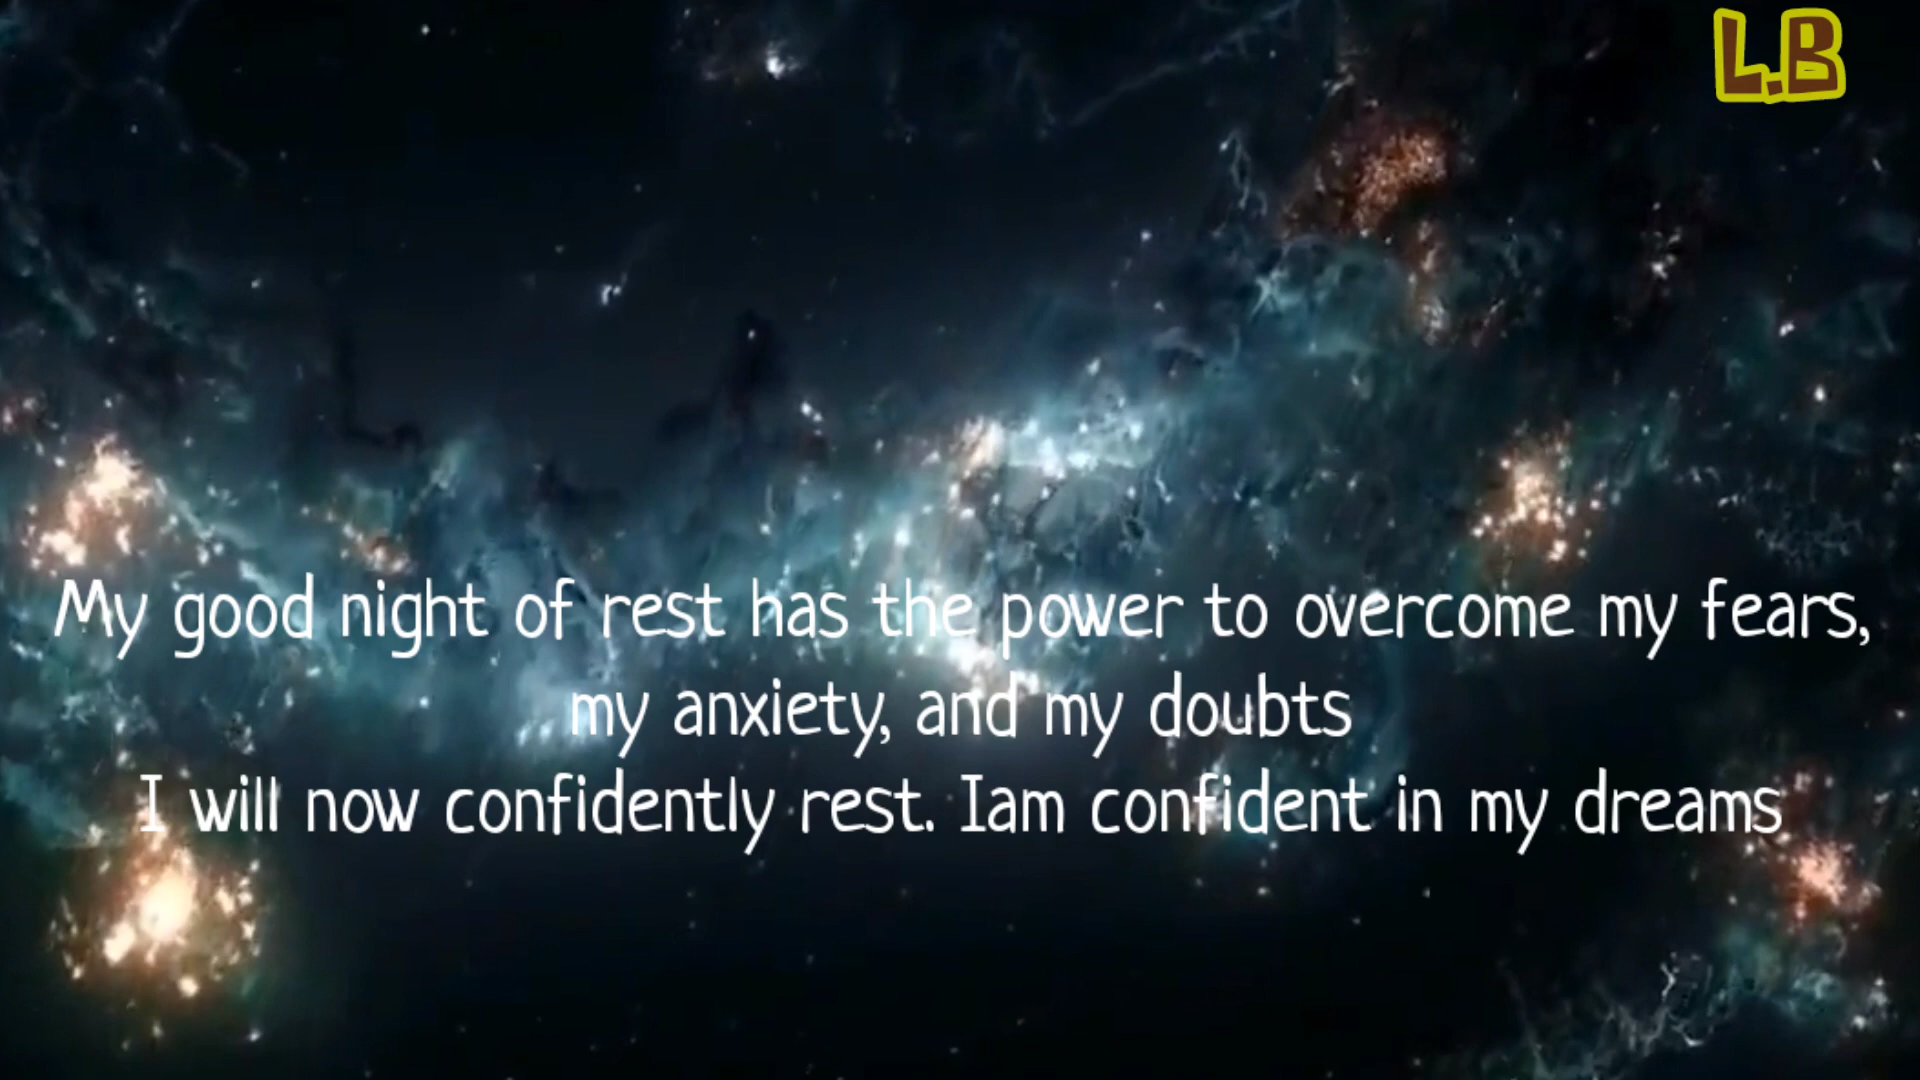 L.B
My good night of rest has the power to overcome my fears,
my anxiety, and my doubts
I will now confidently rest. Iam confident in my dreams